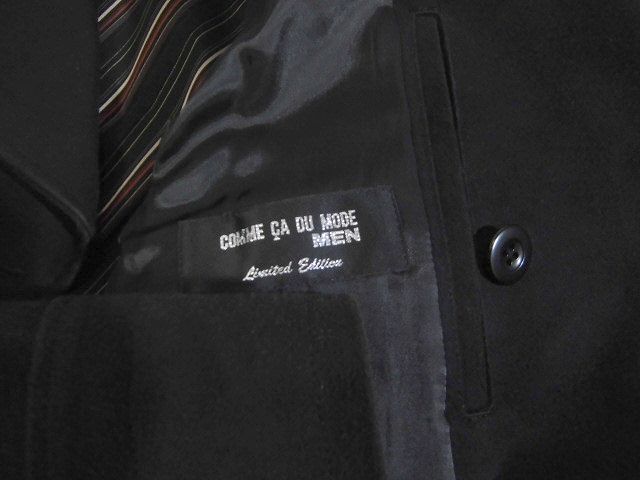 COMME ÇA DU MODE
MEN
Limited Edition